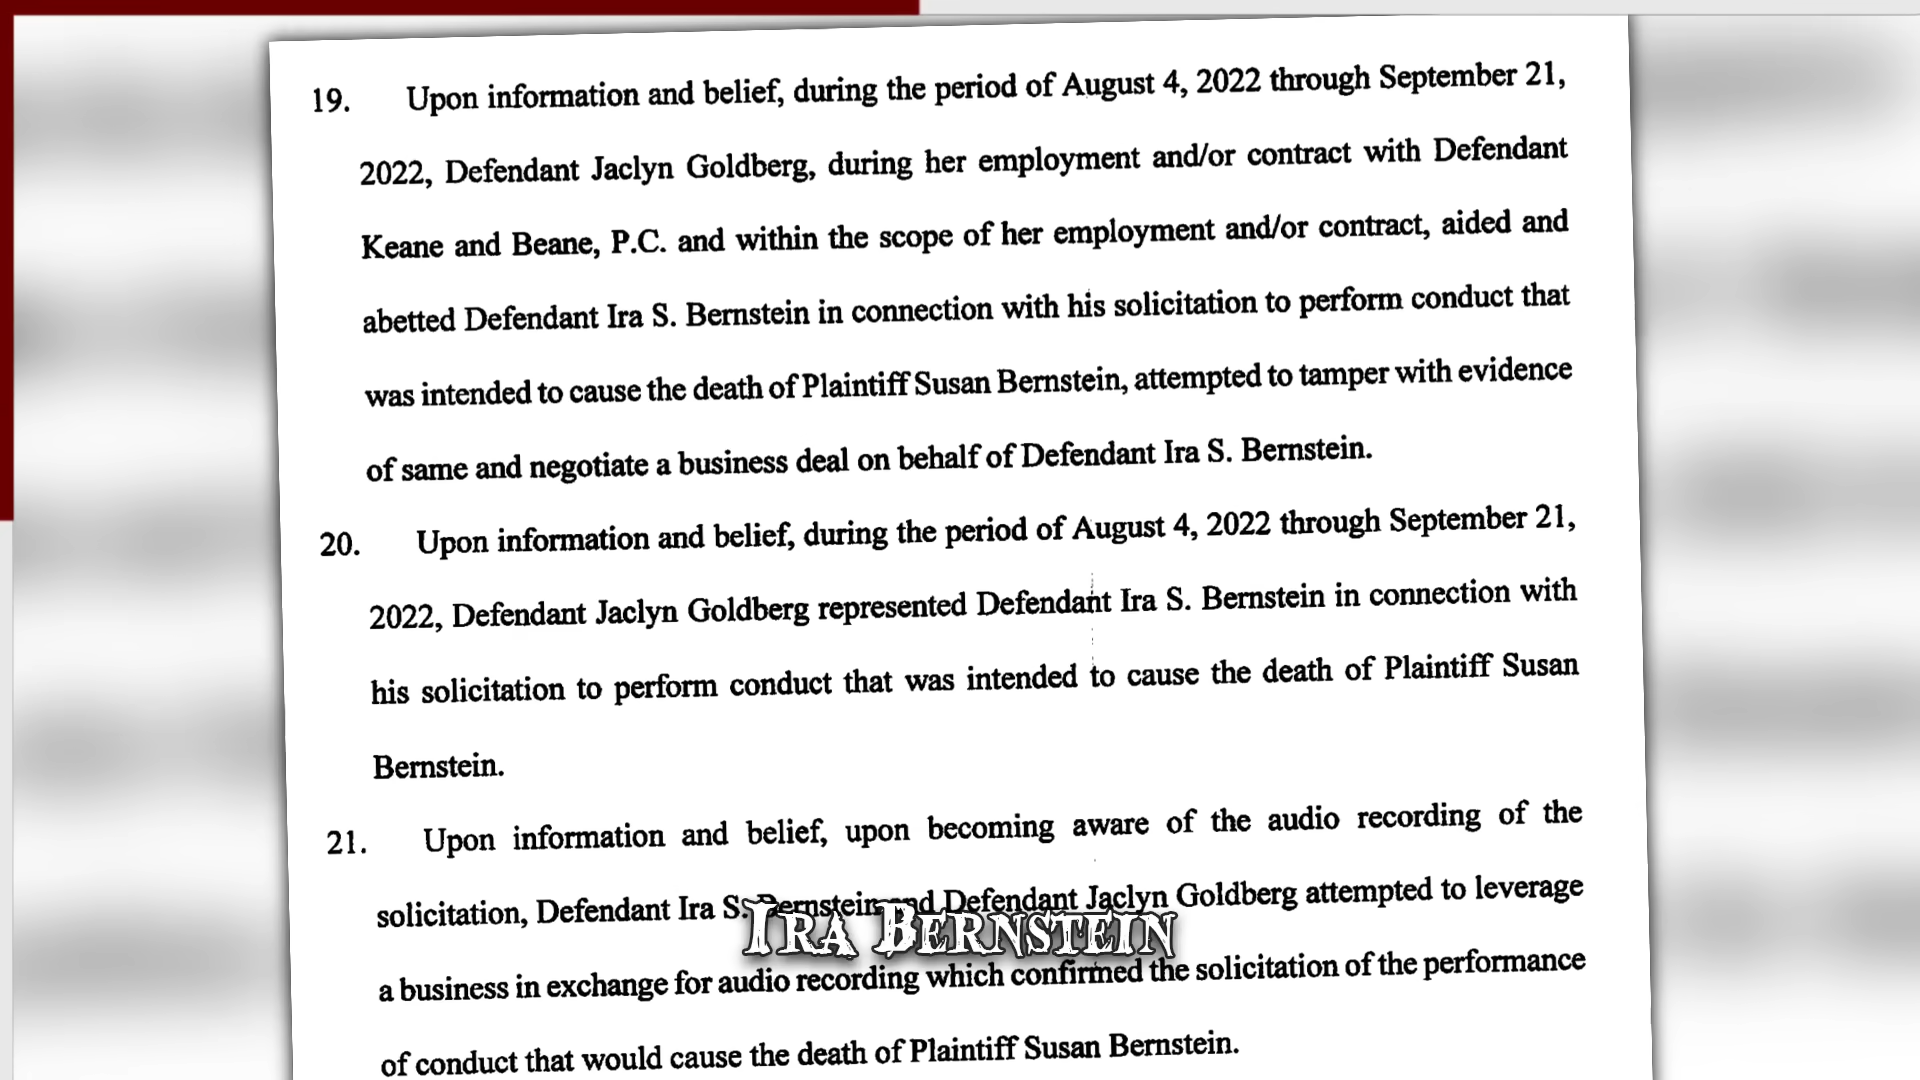 19. Upon information and belief, during the period of August 4, 2022 through September 21,
2022, Defendant Jaclyn Goldberg, during her employment and/or contract with Defendant
Keane and Beane, P.C. and within the scope of her employment and/or contract, aided and
abetted Defendant Ira S. Bernstein in connection with his solicitation to perform conduct that
was intended to cause the death of Plaintiff Susan Bernstein, attempted to tamper with evidence
of same and negotiate a business deal on behalf of Defendant Ira S. Bernstein.
20. Upon information and belief, during the period of August 4, 2022 through September 21,
2022, Defendant Jaclyn Goldberg represented Defendant Ira S. Bernstein in connection with
his solicitation to perform conduct that was intended to cause the death of Plaintiff Susan
Bernstein.
21. Upon information and belief, upon becoming aware of the audio recording of the
solicitation, Defendant Ira S. Bernstein and Defendant Jaclyn Goldberg attempted to leverage
Ira Bernstein
a business in exchange for audio recording which confirmed the solicitation of the performance
of conduct that would cause the death of Plaintiff Susan Bernstein.